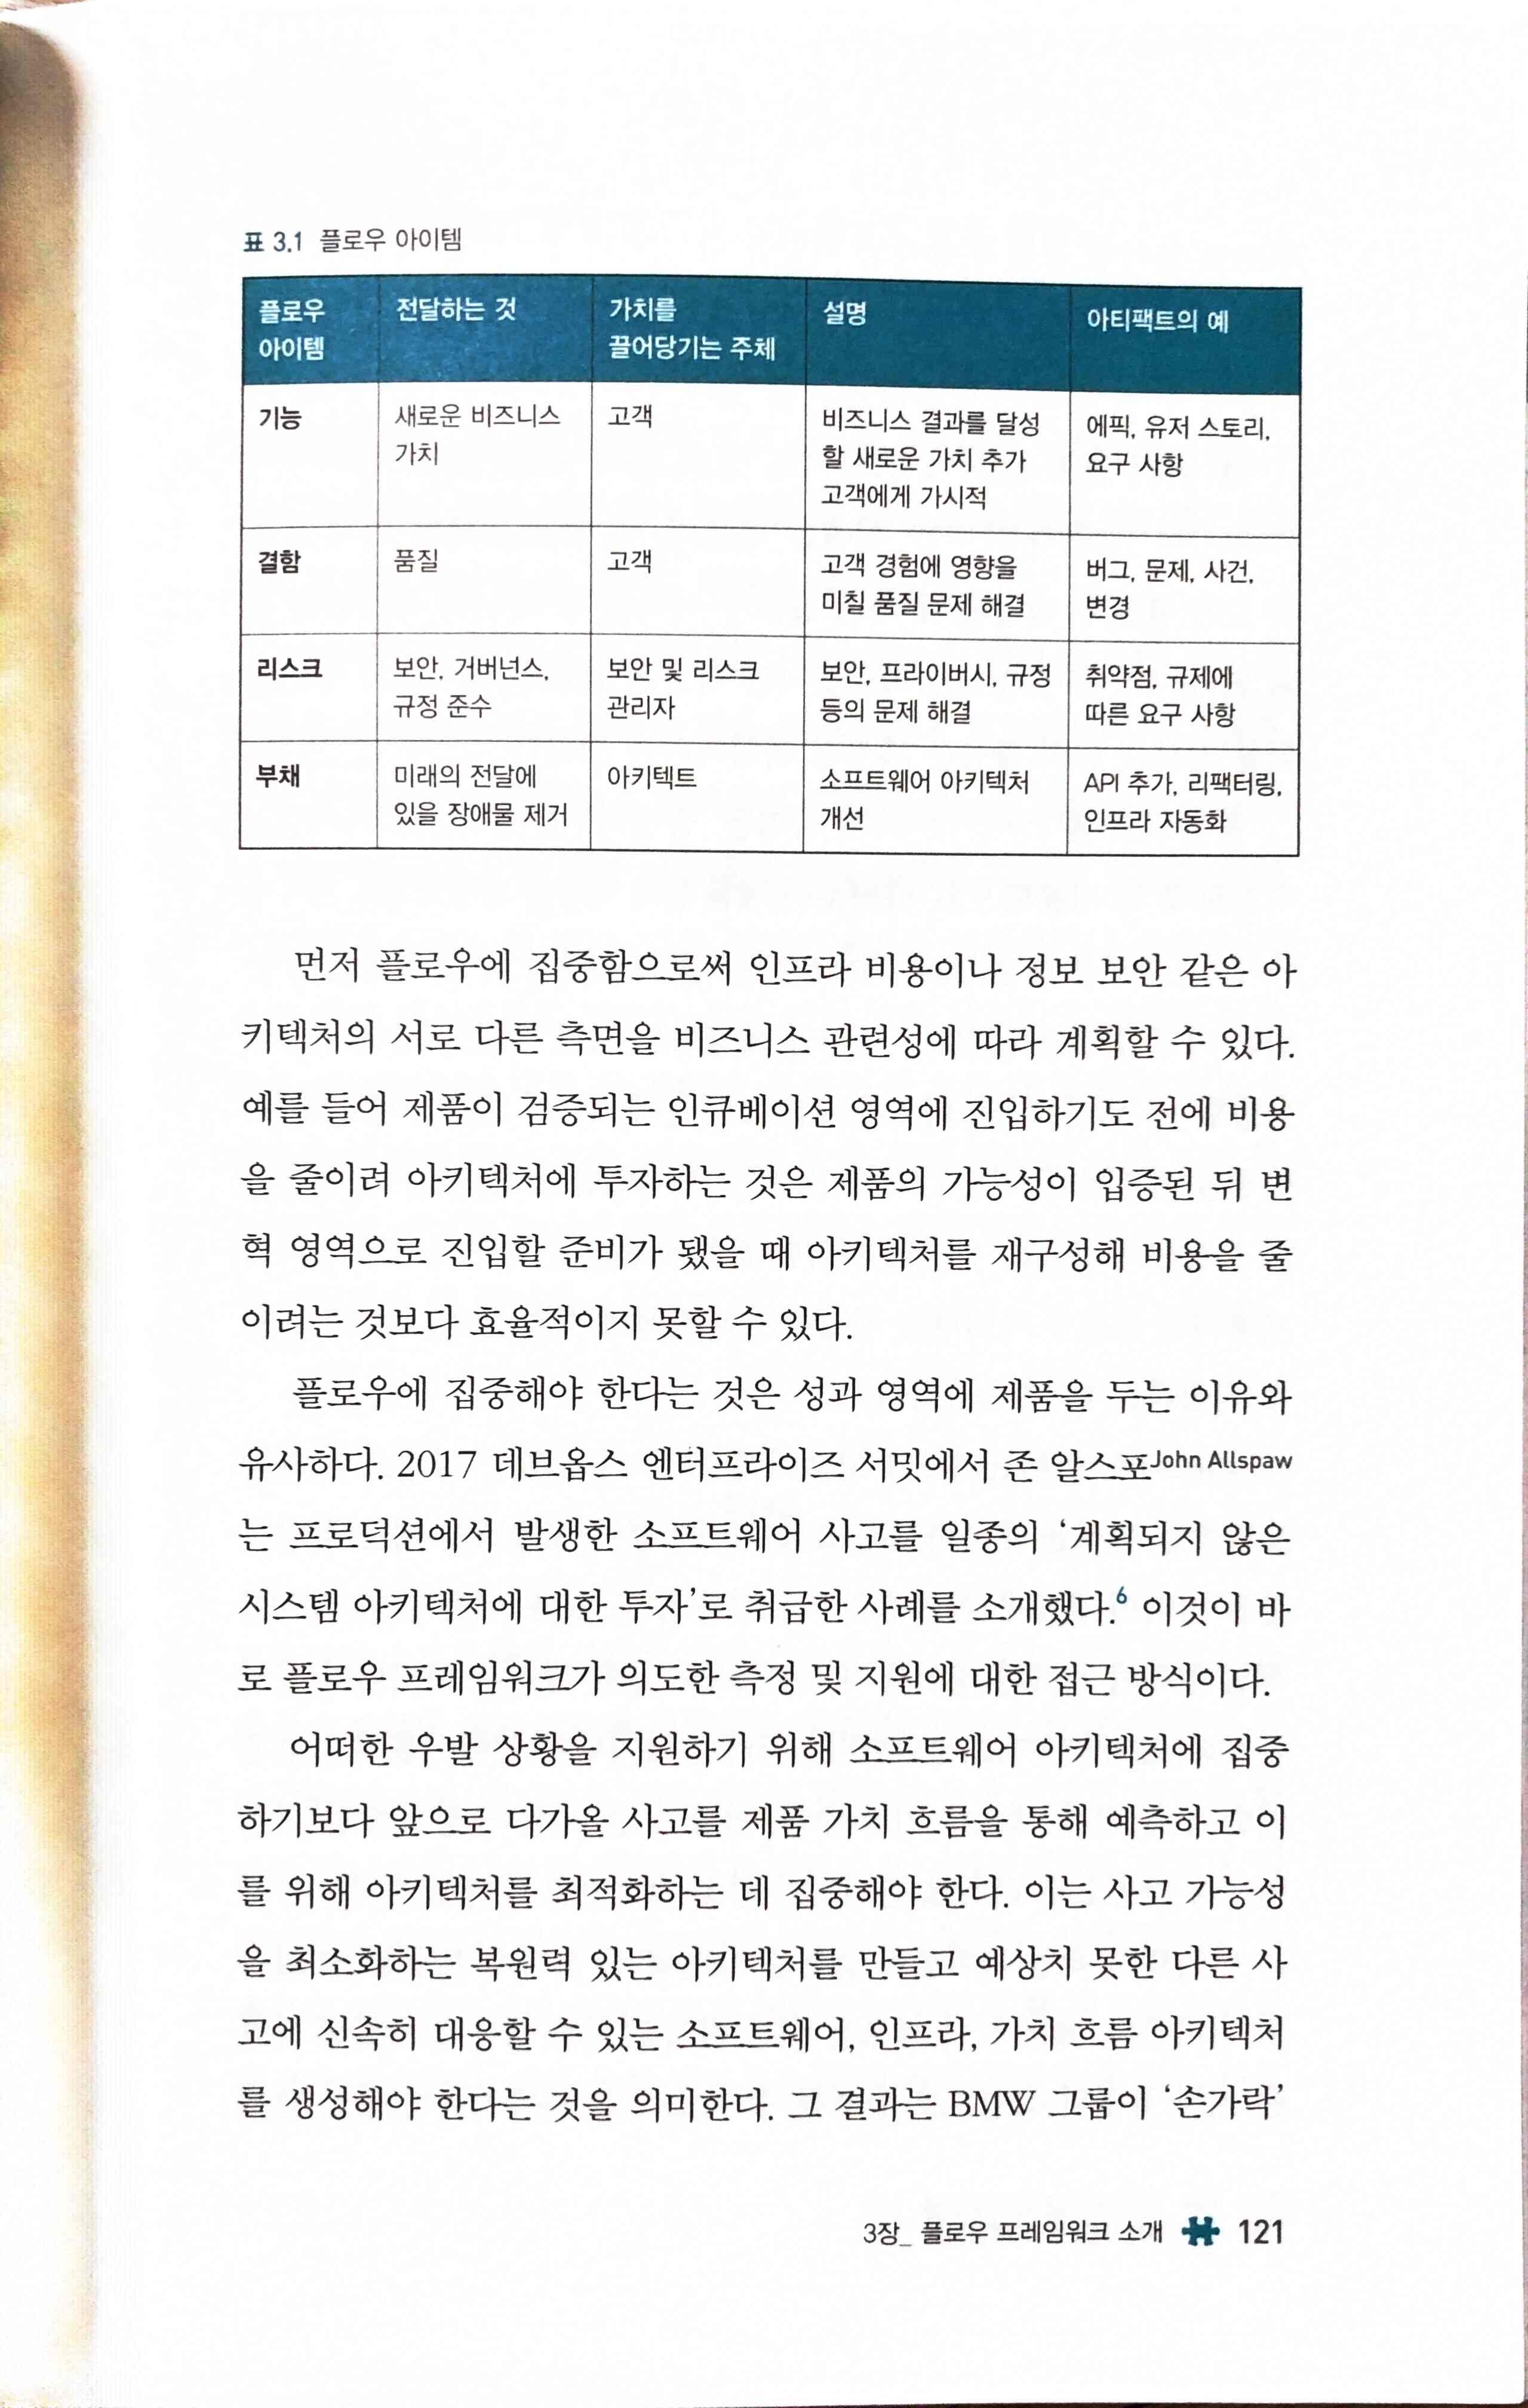 표 3.1 플로우 아이템
플로우 아이템 | 전달하는 것 | 가치를 끌어당기는 주체 | 설명 | 아티팩트의 예
기능 | 새로운 비즈니스 가치 | 고객 | 비즈니스 결과를 달성할 새로운 가치 추가 고객에게 가시적 | 에픽, 유저 스토리, 요구 사항
결함 | 품질 | 고객 | 고객 경험에 영향을 미칠 품질 문제 해결 | 버그, 문제, 사건, 변경
리스크 | 보안, 거버넌스, 규정 준수 | 보안 및 리스크 관리자 | 보안, 프라이버시, 규정 등의 문제 해결 | 취약점, 규제에 따른 요구 사항
부채 | 미래의 전달에 있을 장애물 제거 | 아키텍트 | 소프트웨어 아키텍처 개선 | API 추가, 리팩터링, 인프라 자동화
먼저 플로우에 집중함으로써 인프라 비용이나 정보 보안 같은 아
키텍처의 서로 다른 측면을 비즈니스 관련성에 따라 계획할 수 있다.
예를 들어 제품이 검증되는 인큐베이션 영역에 진입하기도 전에 비용
을 줄이려 아키텍처에 투자하는 것은 제품의 가능성이 입증된 뒤 변
혁 영역으로 진입할 준비가 됐을 때 아키텍처를 재구성해 비용을 줄
이려는 것보다 효율적이지 못할 수 있다.
플로우에 집중해야 한다는 것은 성과 영역에 제품을 두는 이유와
유사하다. 2017 데브옵스 엔터프라이즈 서밋에서 존 알스포John Allspaw
는 프로덕션에서 발생한 소프트웨어 사고를 일종의 ‘계획되지 않은
시스템 아키텍처에 대한 투자’로 취급한 사례를 소개했다.6 이것이 바
로 플로우 프레임워크가 의도한 측정 및 지원에 대한 접근 방식이다.
어떠한 우발 상황을 지원하기 위해 소프트웨어 아키텍처에 집중
하기보다 앞으로 다가올 사고를 제품 가치 흐름을 통해 예측하고 이
를 위해 아키텍처를 최적화하는 데 집중해야 한다. 이는 사고 가능성
을 최소화하는 복원력 있는 아키텍처를 만들고 예상치 못한 다른 사
고에 신속히 대응할 수 있는 소프트웨어, 인프라, 가치 흐름 아키텍처
를 생성해야 한다는 것을 의미한다. 그 결과는 BMW 그룹이 ‘손가락’
3장_ 플로우 프레임워크 소개 121